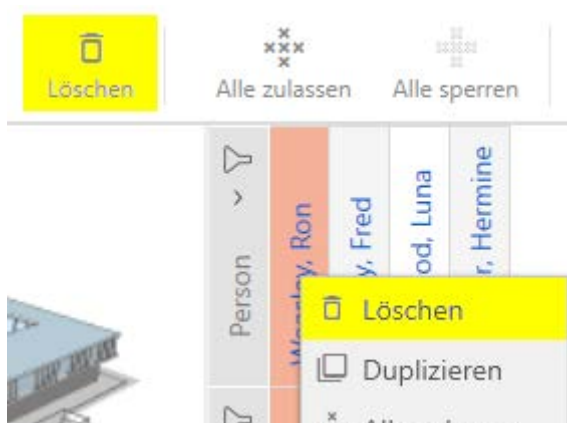 Löschen
Alle zulassen
Alle sperren
Person
Ron
Fred
Luna
Hermine
Löschen
Duplizieren